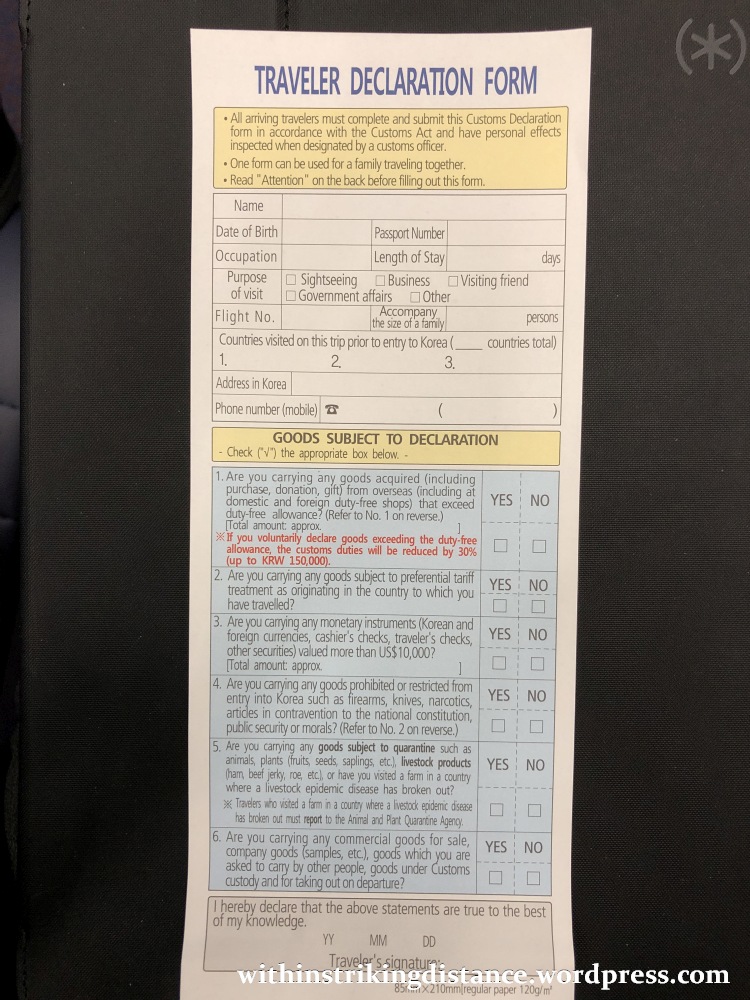 TRAVELER DECLARATION FORM
• All arriving travelers must complete and submit this Customs Declaration
form in accordance with the Customs Act and have personal effects
inspected when designated by a customs officer.
• One form can be used for a family traveling together.
• Read "Attention" on the back before filling out this form.
Name
Date of Birth Passport Number
Occupation Length of Stay days
Purpose of visit □ Sightseeing □ Business □ Visiting friend
□ Government affairs □ Other
Flight No. Accompany the size of a family persons
Countries visited on this trip prior to entry to Korea (____ countries total)
1. 2. 3.
Address in Korea
Phone number (mobile) ☎ ( )
GOODS SUBJECT TO DECLARATION
- Check ("√") the appropriate box below. -
1. Are you carrying any goods acquired (including
purchase, donation, gift) from overseas (including at
domestic and foreign duty-free shops) that exceed
duty-free allowance? (Refer to No. 1 on reverse.)
[Total amount: approx. ]
※ If you voluntarily declare goods exceeding the duty-free
allowance, the customs duties will be reduced by 30%
(up to KRW 150,000).
YES NO
□ □
2. Are you carrying any goods subject to preferential tariff
treatment as originating in the country to which you
have travelled?
YES NO
□ □
3. Are you carrying any monetary instruments (Korean and
foreign currencies, cashier's checks, traveler's checks,
other securities) valued more than US$10,000?
[Total amount: approx. ]
YES NO
□ □
4. Are you carrying any goods prohibited or restricted from
entry into Korea such as firearms, knives, narcotics,
articles in contravention to the national constitution,
public security or morals? (Refer to No. 2 on reverse.)
YES NO
□ □
5. Are you carrying any goods subject to quarantine such as
animals, plants (fruits, seeds, saplings, etc.), livestock products
(ham, beef jerky, roe, etc.), or have you visited a farm in a country
where a livestock epidemic disease has broken out?
※ Travelers who visited a farm in a country where a livestock epidemic disease
has broken out must report to the Animal and Plant Quarantine Agency.
YES NO
□ □
6. Are you carrying any commercial goods for sale,
company goods (samples, etc.), goods which you are
asked to carry by other people, goods under Customs
custody and for taking out on departure?
YES NO
□ □
I hereby declare that the above statements are true to the best
of my knowledge.
YY MM DD
Traveler's signature:
85mm×210mm[regular paper 120g/m²
(*)
withinstrikingdistance.wordpress.com